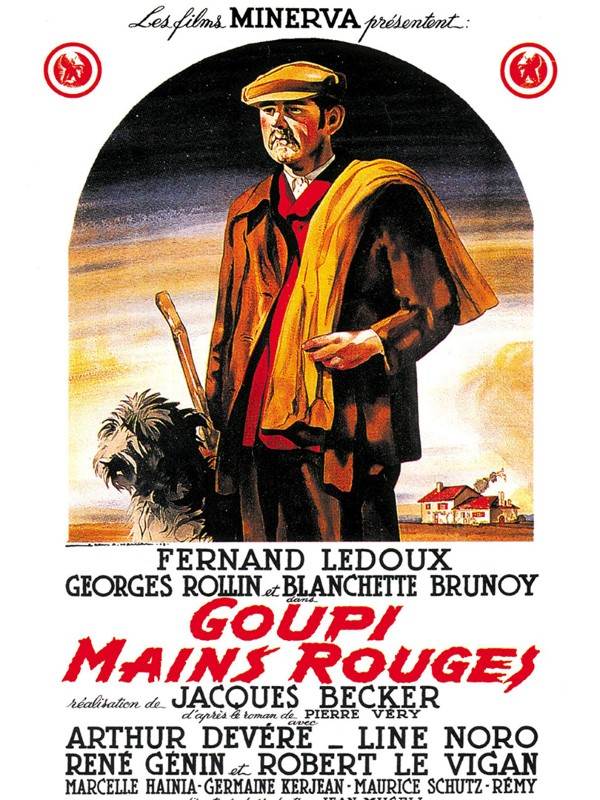 Les films MINERVA présentent:
FERNAND LEDOUX
GEORGES ROLLIN et BLANCHETTE BRUNOY
dans
GOUPI
MAINS ROUGES
réalisation de JACQUES BECKER
d'après le roman de PIERRE VÉRY
avec
ARTHUR DEVÉRE _ LINE NORO
RENÉ GÉNIN et ROBERT LE VIGAN
MARCELLE HAINIA - GERMAINE KERJEAN - MAURICE SCHUTZ - RÉMY